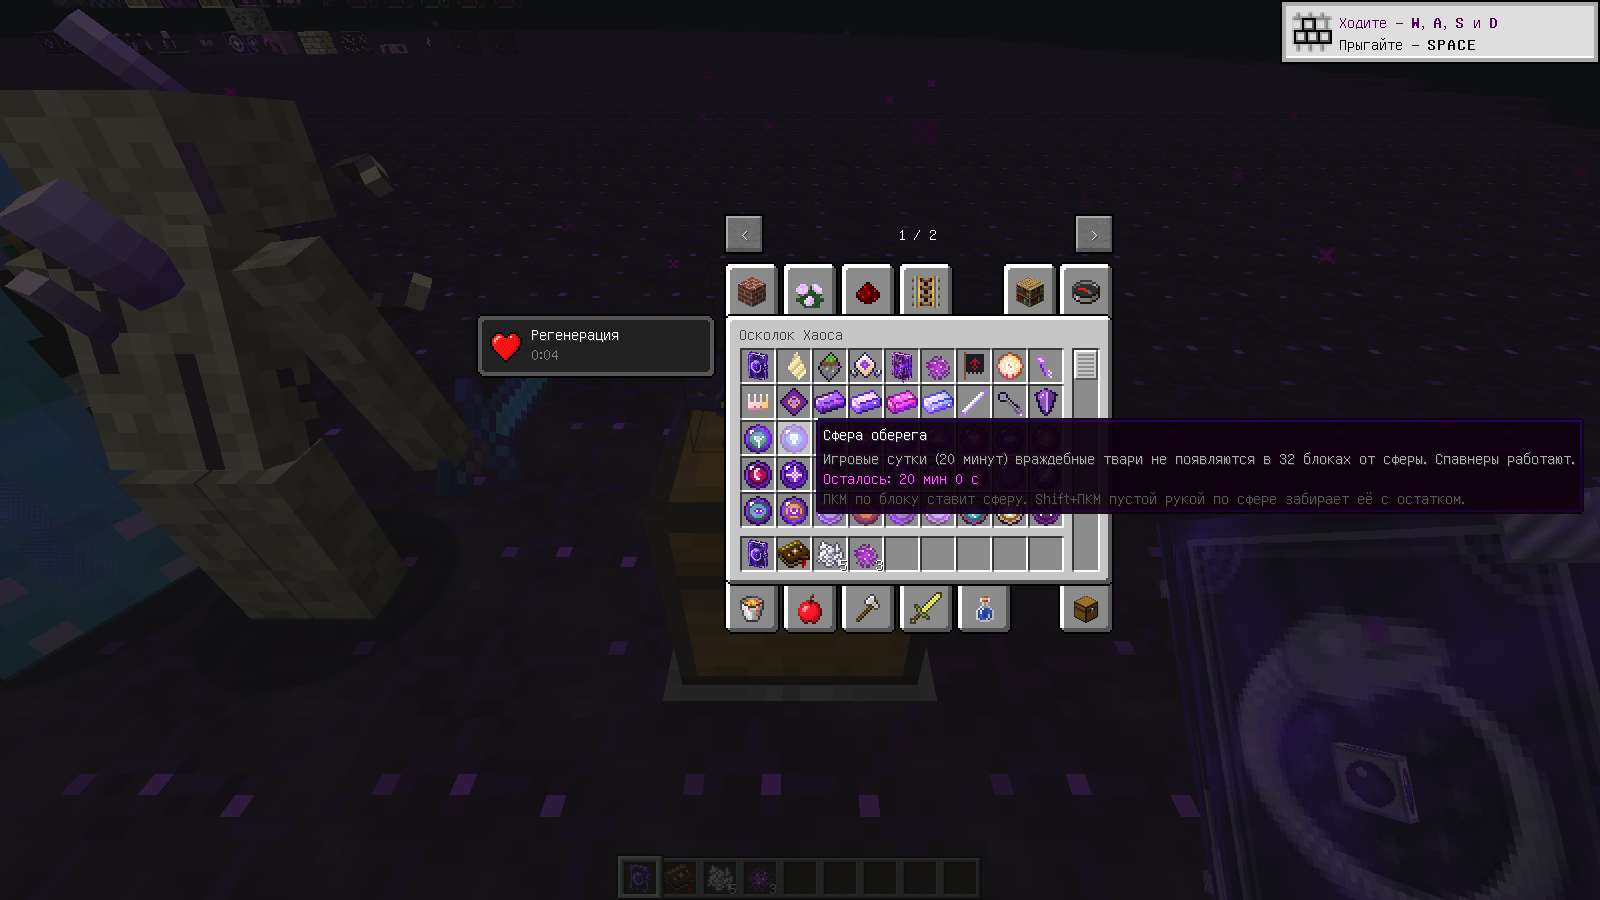 Ходите – W, A, S и D
Прыгайте – SPACE
< 1 / 2 >
Регенерация
0:04
Осколок Хаоса
Сфера оберега
Игровые сутки (20 минут) враждебные твари не появляются в 32 блоках от сферы. Спавнеры работают.
Осталось: 20 мин 0 с
ПКМ по блоку ставит сферу. Shift+ПКМ пустой рукой по сфере забирает её с остатком.
5 3
5 3